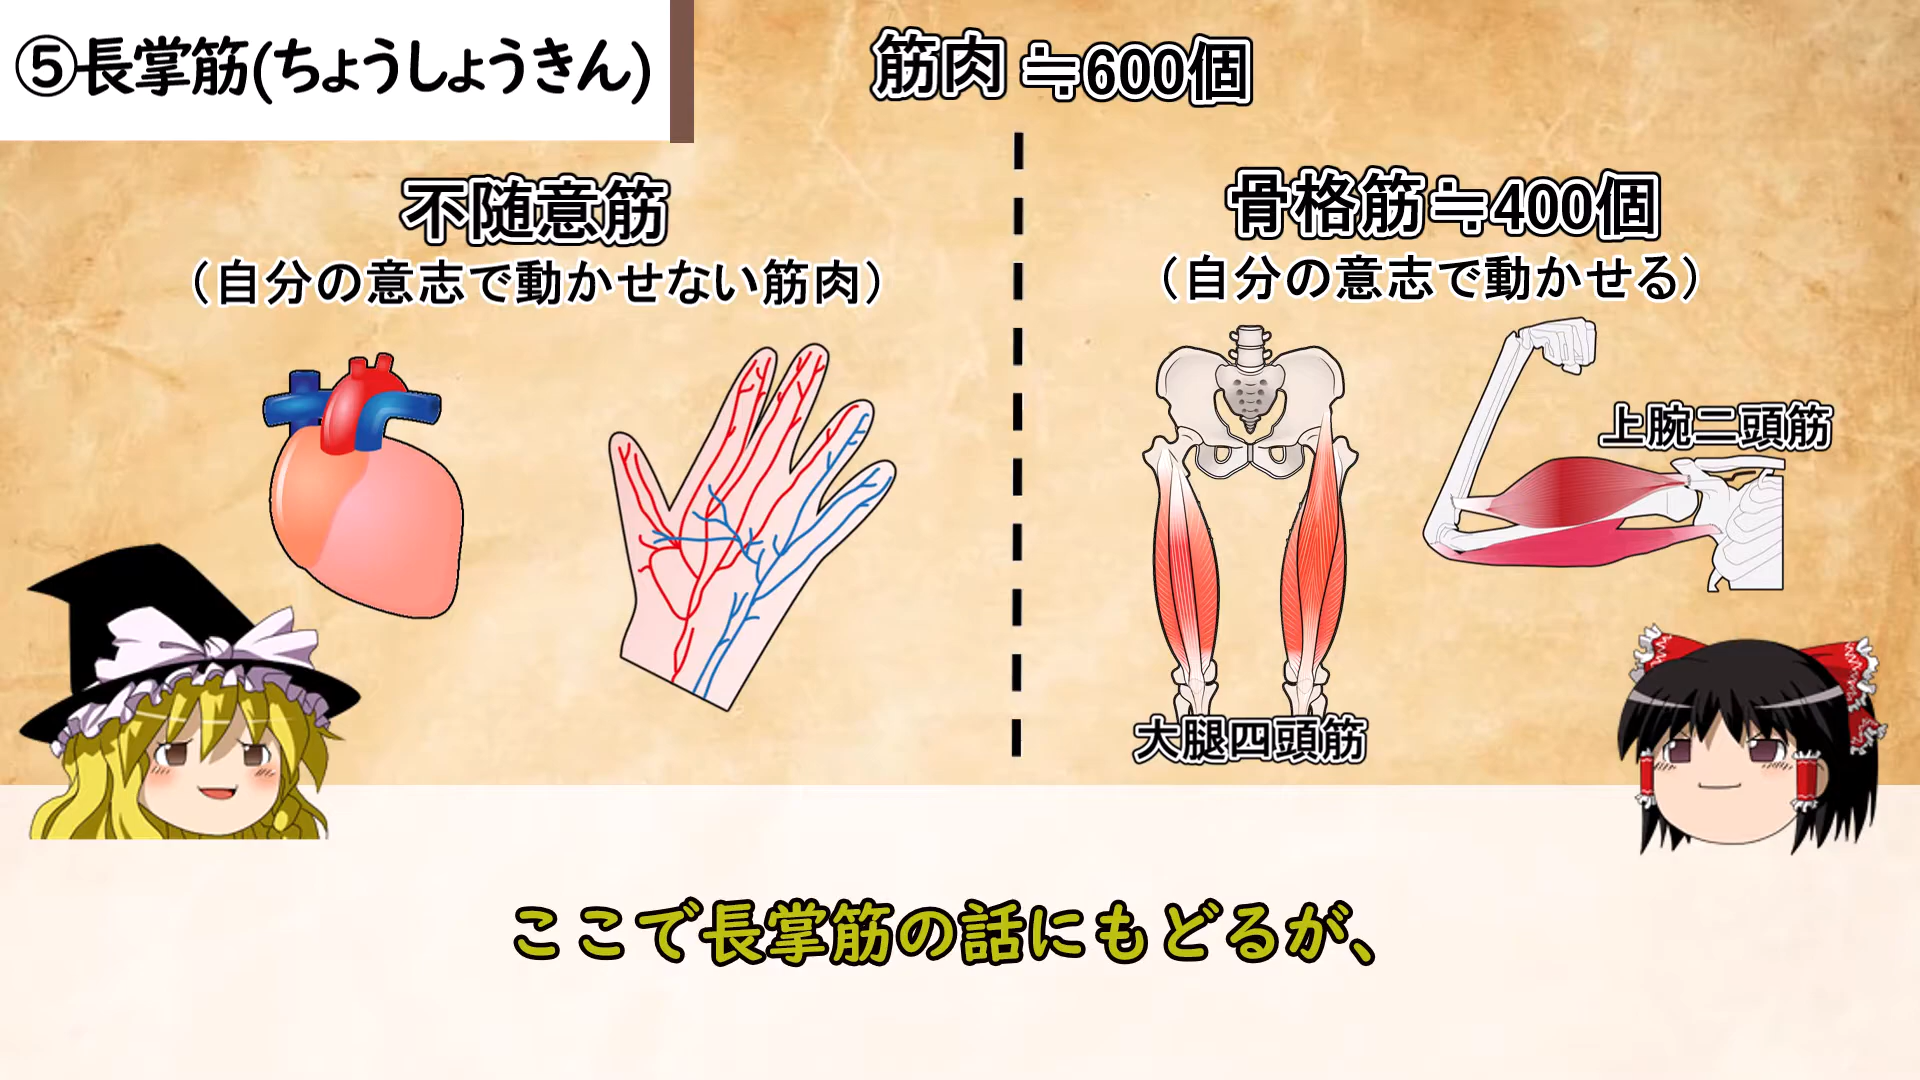 ⑤長掌筋(ちょうしょうきん)
筋肉≒600個
不随意筋
（自分の意志で動かせない筋肉）
骨格筋≒400個
（自分の意志で動かせる）
上腕二頭筋
大腿四頭筋
ここで長掌筋の話にもどるが、